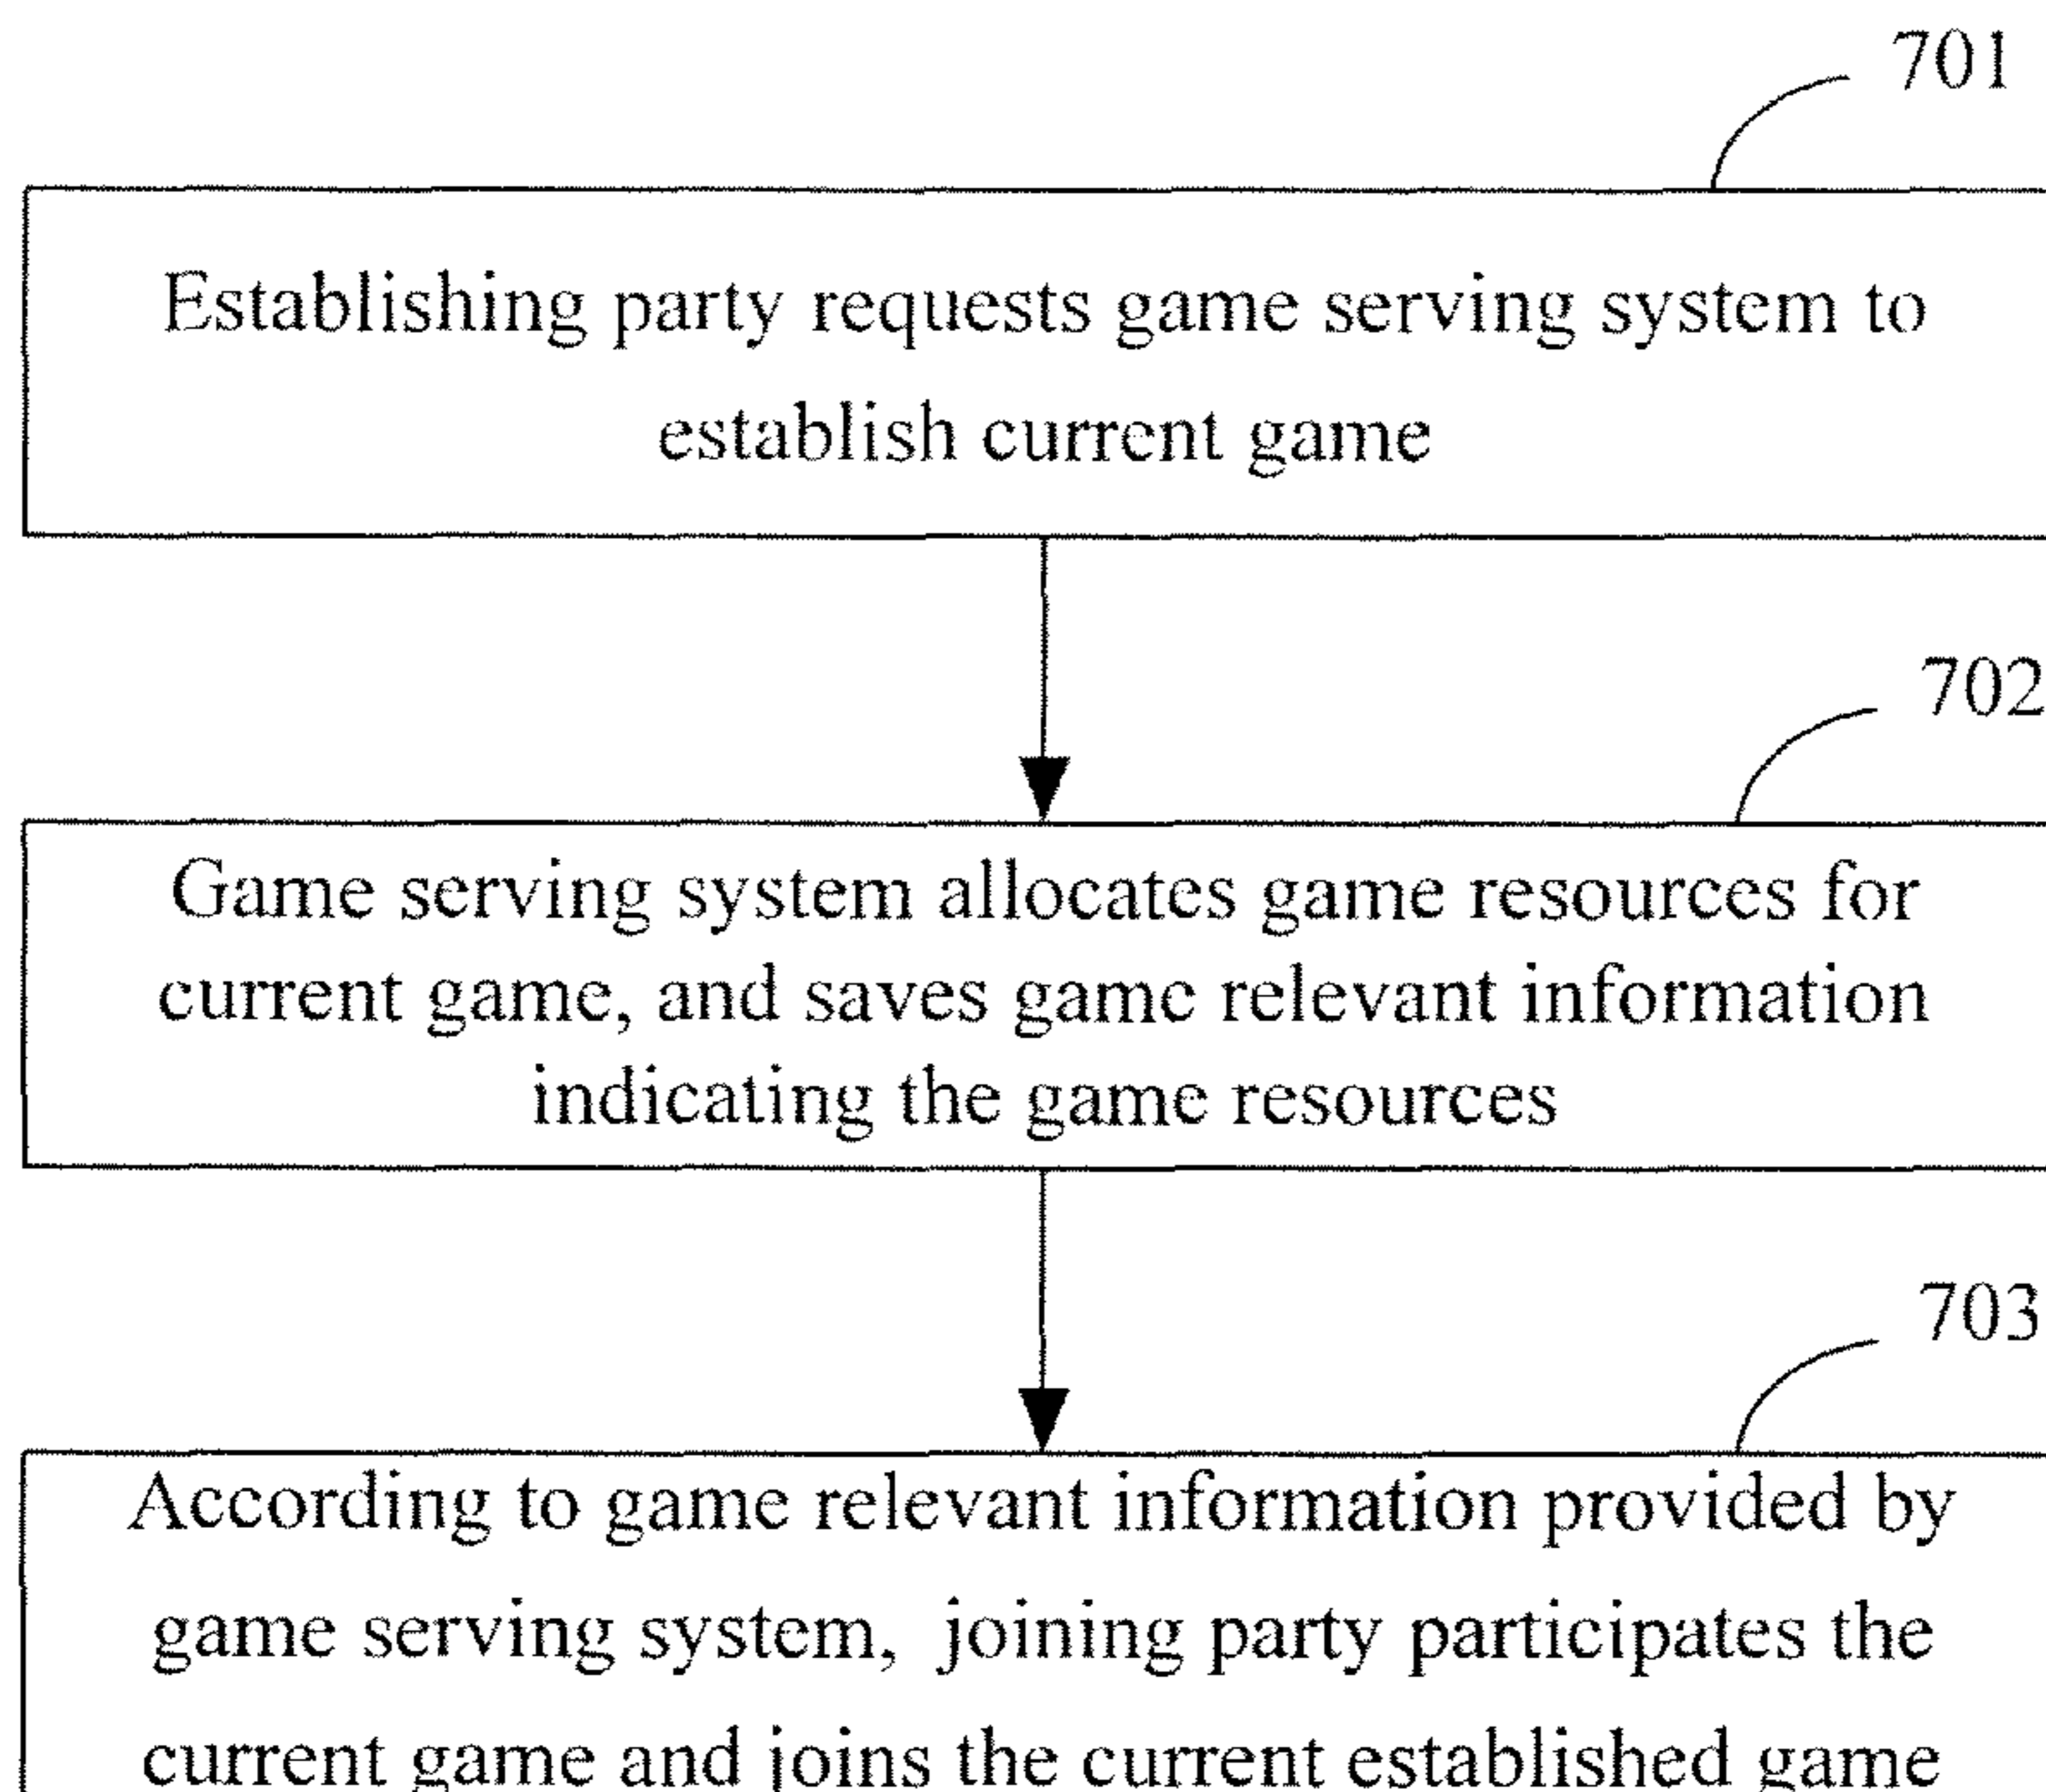 701
Establishing party requests game serving system to
establish current game
702
Game serving system allocates game resources for
current game, and saves game relevant information
indicating the game resources
703
According to game relevant information provided by
game serving system, joining party participates the
current game and joins the current established game